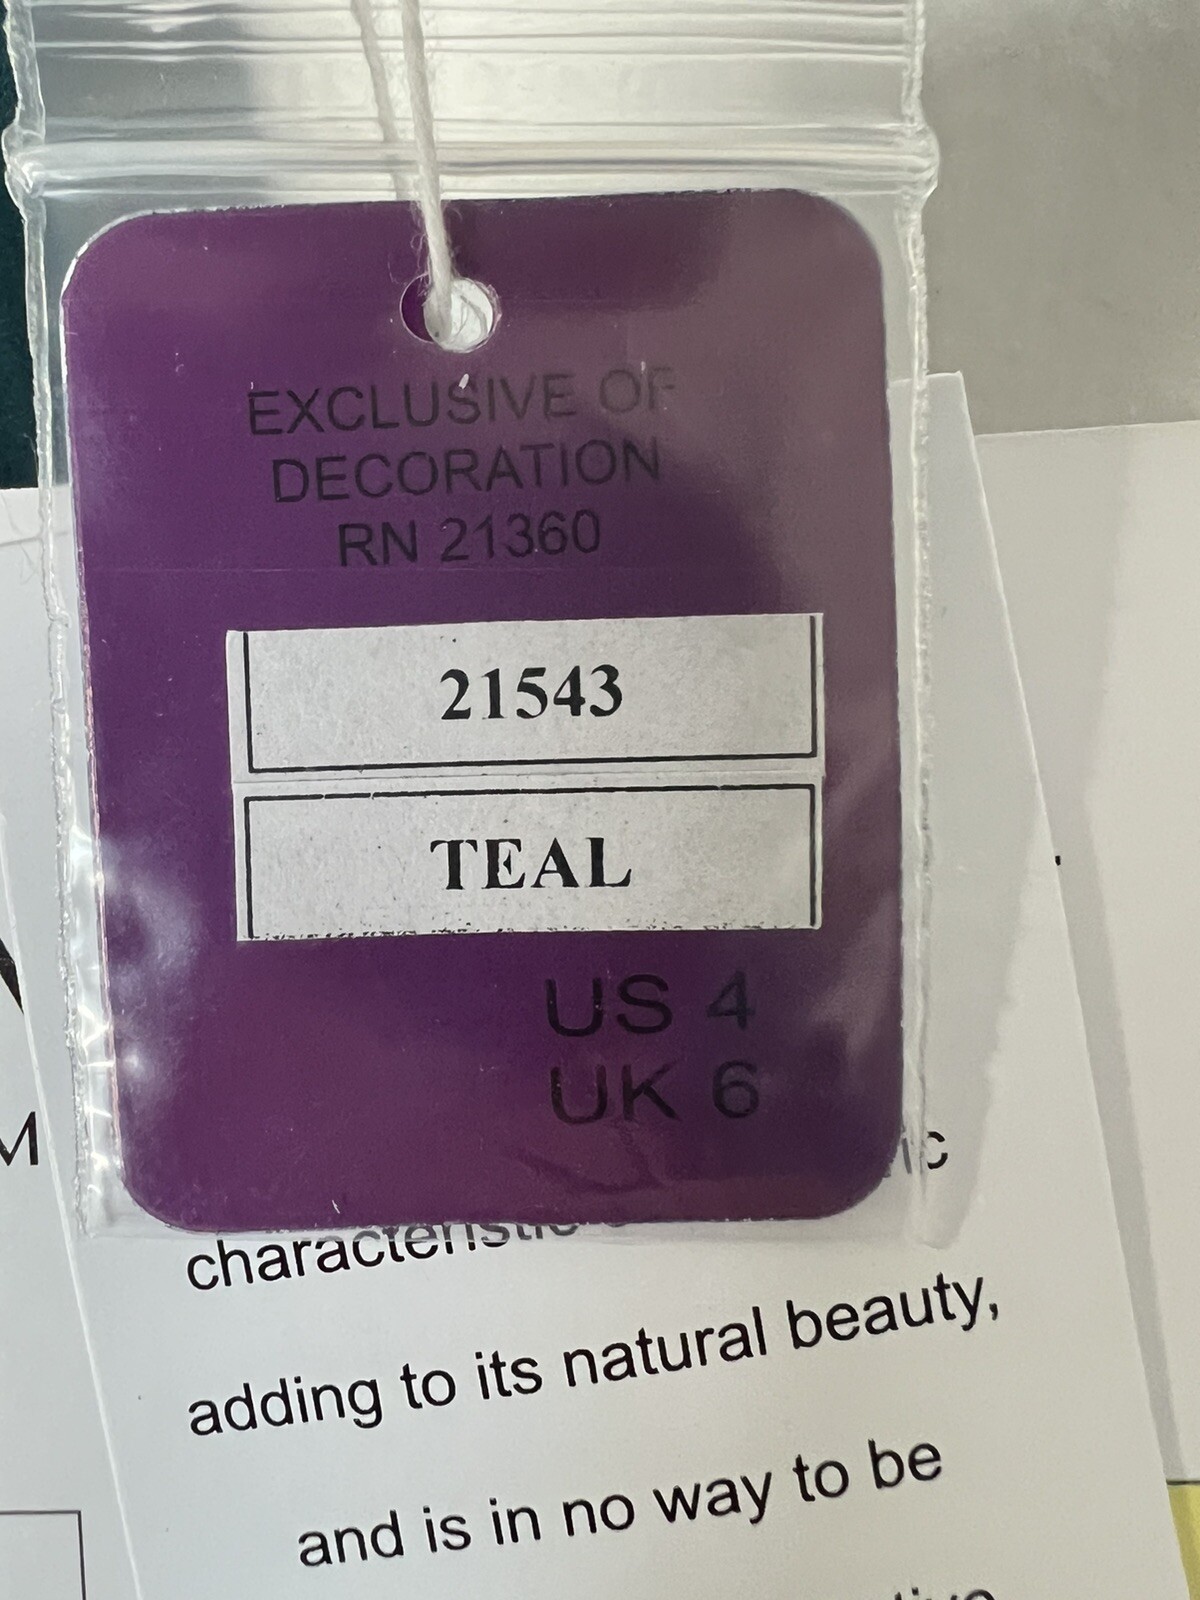 EXCLUSIVE OF
DECORATION
RN 21360
21543
TEAL
US 4
UK 6
M
characteristic
adding to its natural beauty,
and is in no way to be